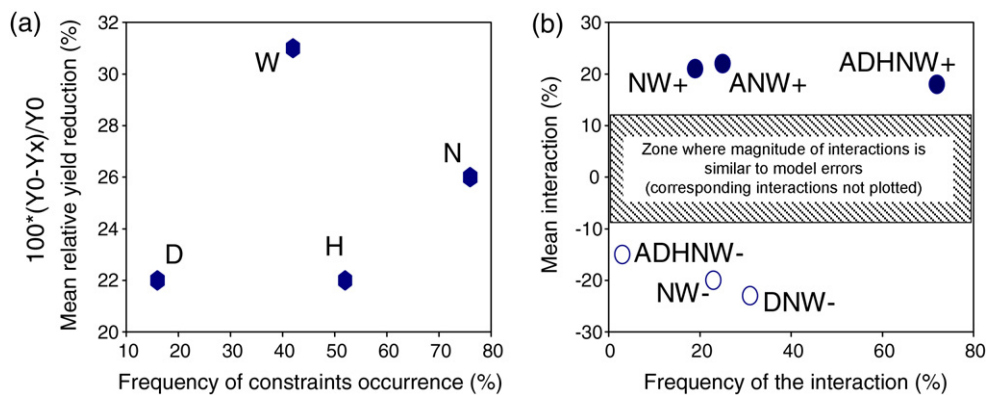 (a)
100*(Y0-Yx)/Y0
Mean relative yield reduction (%)
32
30
28
26
24
22
20
W
N
D
H
10
20
30
40
50
60
70
80
Frequency of constraints occurrence (%)
(b)
Mean interaction (%)
30
20
10
0
-10
-20
-30
NW+
ANW+
ADHNW+
Zone where magnitude of interactions is
similar to model errors
(corresponding interactions not plotted)
ADHNW-
NW-
DNW-
0
20
40
60
80
Frequency of the interaction (%)